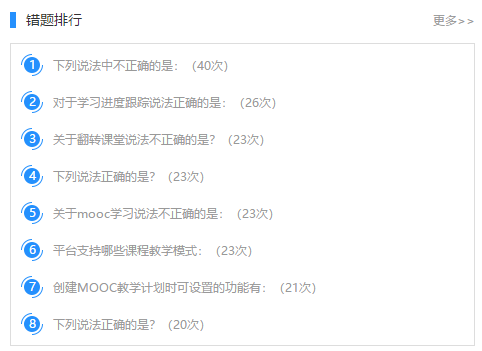 错题排行
更多>>
1 下列说法中不正确的是：（40次）
2 对于学习进度跟踪说法正确的是：（26次）
3 关于翻转课堂说法不正确的是？（23次）
4 下列说法正确的是？（23次）
5 关于mooc学习说法不正确的是：（23次）
6 平台支持哪些课程教学模式：（23次）
7 创建MOOC教学计划时可设置的功能有：（21次）
8 下列说法正确的是？（20次）